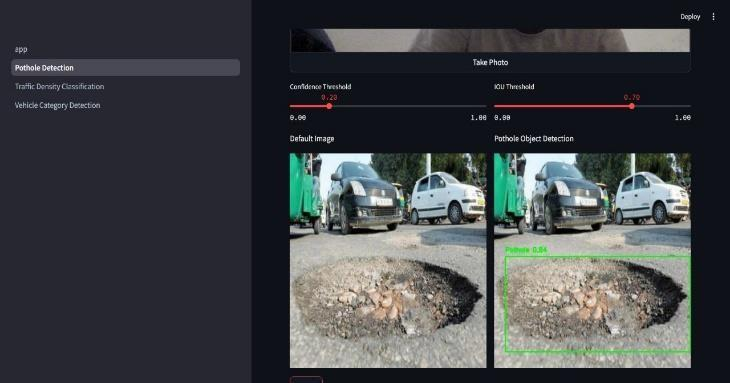 Deploy
app
Pothole Detection
Traffic Density Classification
Vehicle Category Detection
Take Photo
Confidence Threshold
0.20
0.00 1.00
IOU Threshold
0.70
0.00 1.00
Default Image
Pothole Object Detection
Pothole 0.84